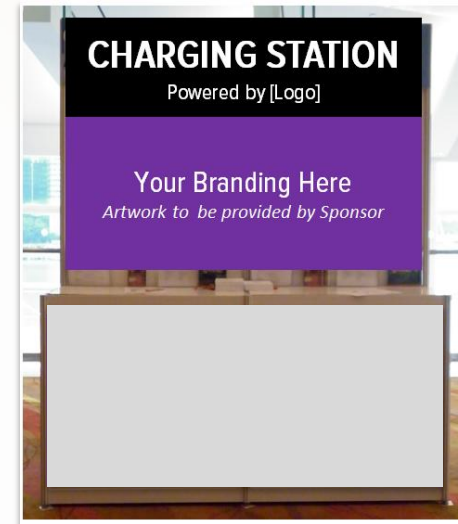 CHARGING STATION
Powered by [Logo]
Your Branding Here
Artwork to be provided by Sponsor